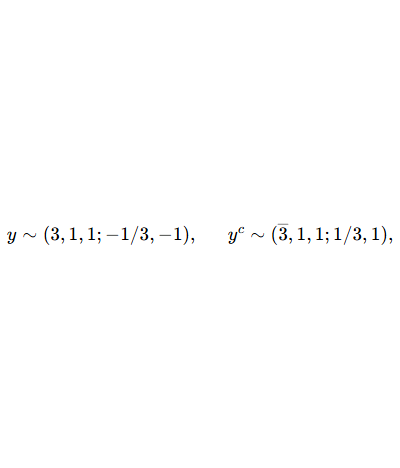 y ∼ (3, 1, 1; −1/3, −1),  y^c ∼ (3̅, 1, 1; 1/3, 1),